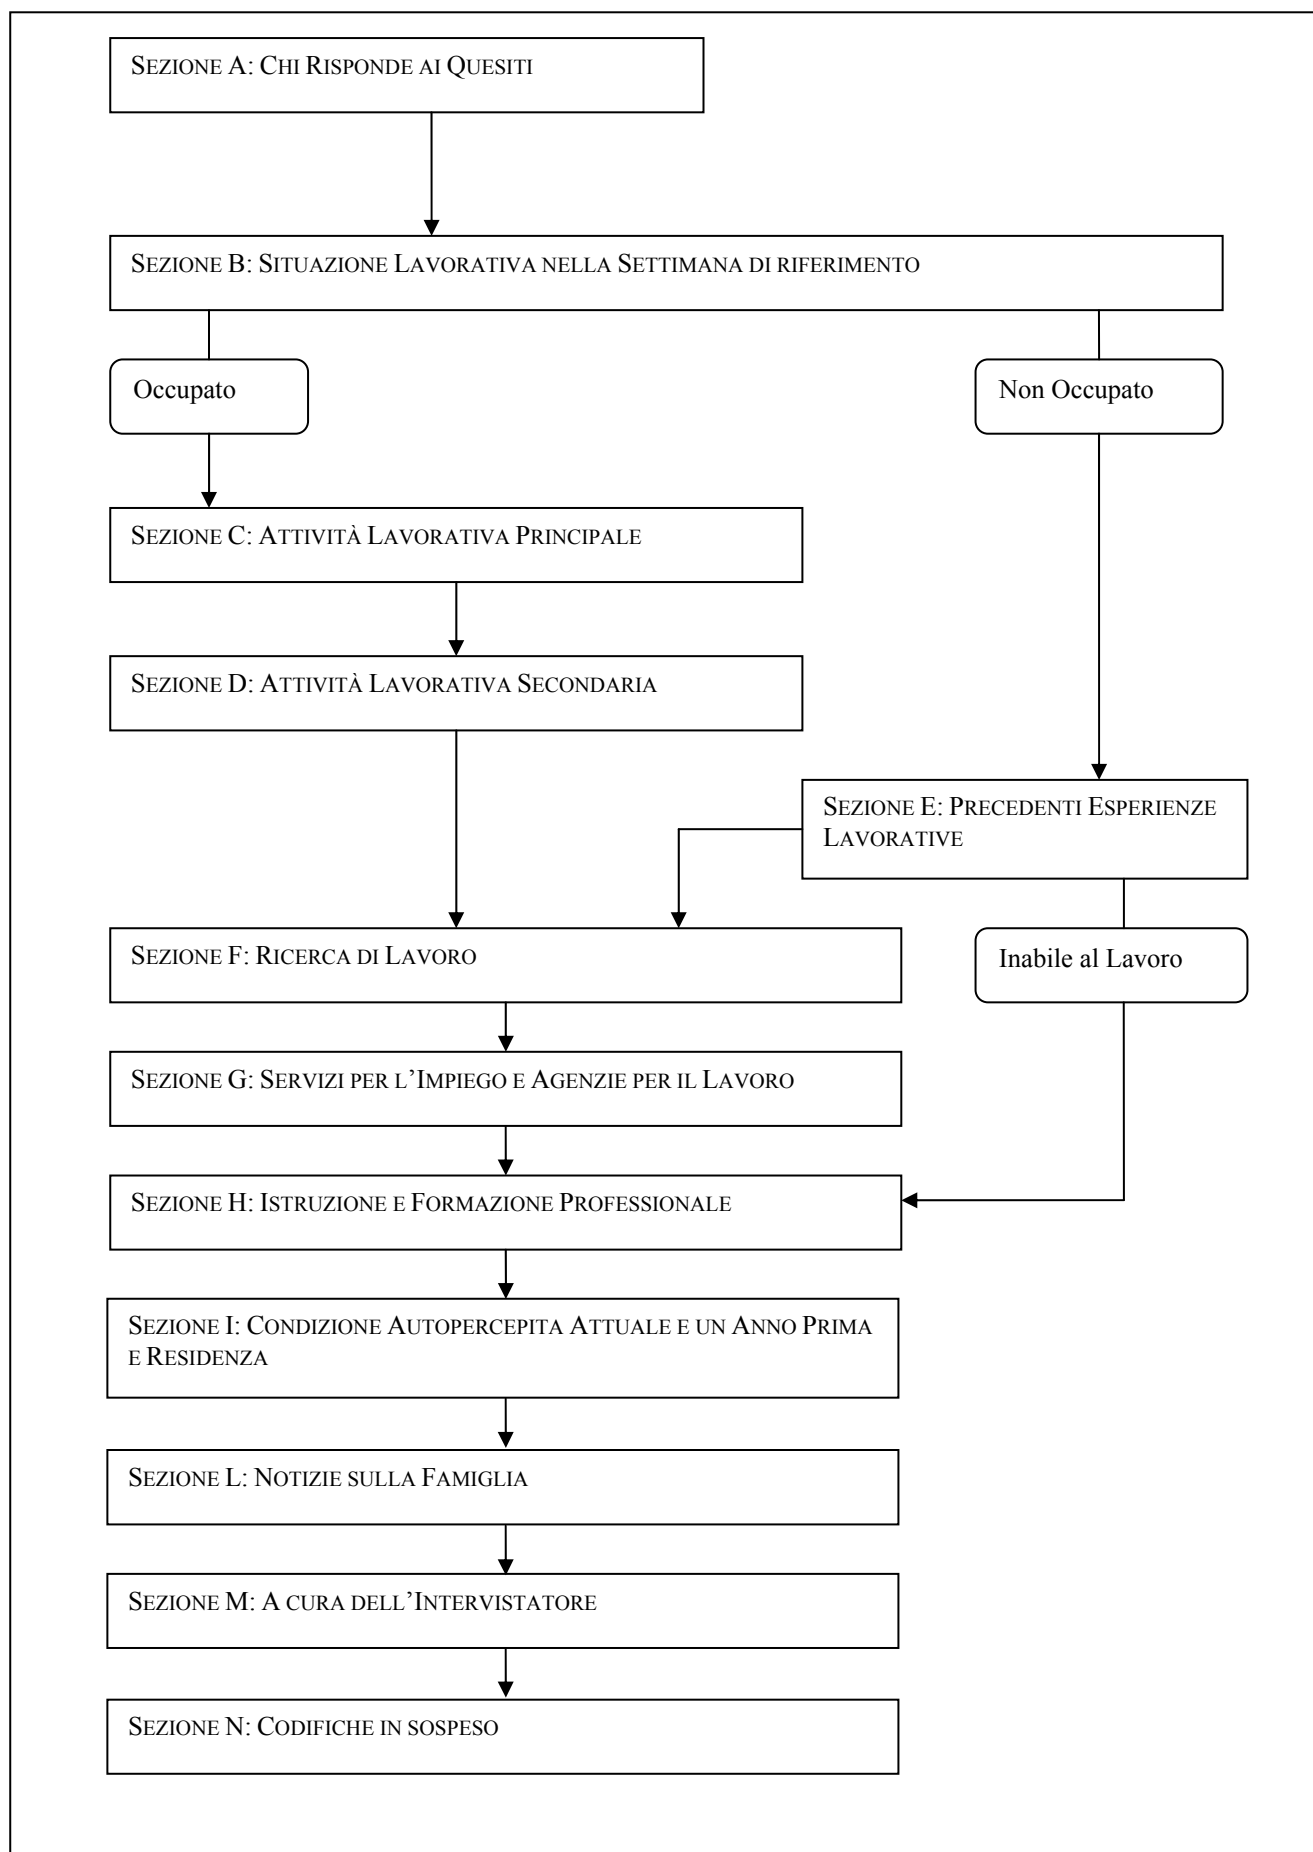 SEZIONE A: CHI RISPONDE AI QUESITI
SEZIONE B: SITUAZIONE LAVORATIVA NELLA SETTIMANA DI RIFERIMENTO
Occupato
Non Occupato
SEZIONE C: ATTIVITÀ LAVORATIVA PRINCIPALE
SEZIONE D: ATTIVITÀ LAVORATIVA SECONDARIA
SEZIONE E: PRECEDENTI ESPERIENZE
LAVORATIVE
SEZIONE F: RICERCA DI LAVORO
Inabile al Lavoro
SEZIONE G: SERVIZI PER L’IMPIEGO E AGENZIE PER IL LAVORO
SEZIONE H: ISTRUZIONE E FORMAZIONE PROFESSIONALE
SEZIONE I: CONDIZIONE AUTOPERCEPITA ATTUALE E UN ANNO PRIMA
E RESIDENZA
SEZIONE L: NOTIZIE SULLA FAMIGLIA
SEZIONE M: A CURA DELL’INTERVISTATORE
SEZIONE N: CODIFICHE IN SOSPESO